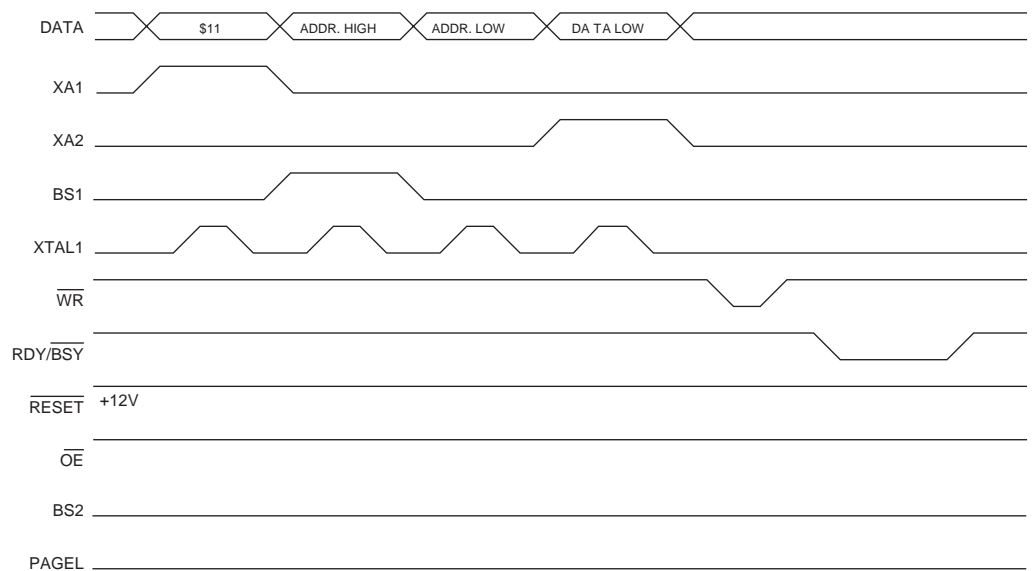 DATA $11 ADDR. HIGH ADDR. LOW DA TA LOW
XA1
XA2
BS1
XTAL1
WR
RDY/BSY
RESET +12V
OE
BS2
PAGEL